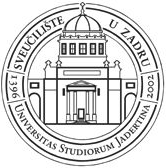 SVEUČILIŠTE U ZADRU
1396
UNIVERSITAS STUDIORUM JADERTINA
2002